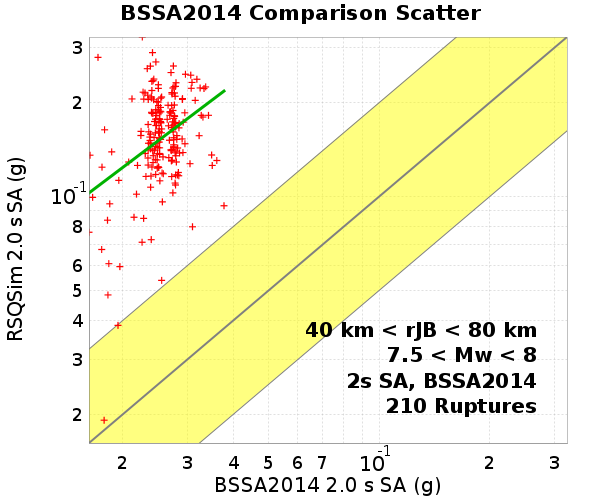 BSSA2014 Comparison Scatter
3
2
10-1
8
6
5
4
3
2
RSQSim 2.0 s SA (g)
40 km < rJB < 80 km
7.5 < Mw < 8
2s SA, BSSA2014
210 Ruptures
2 3 4 5 6 7 10-1 2 3
BSSA2014 2.0 s SA (g)